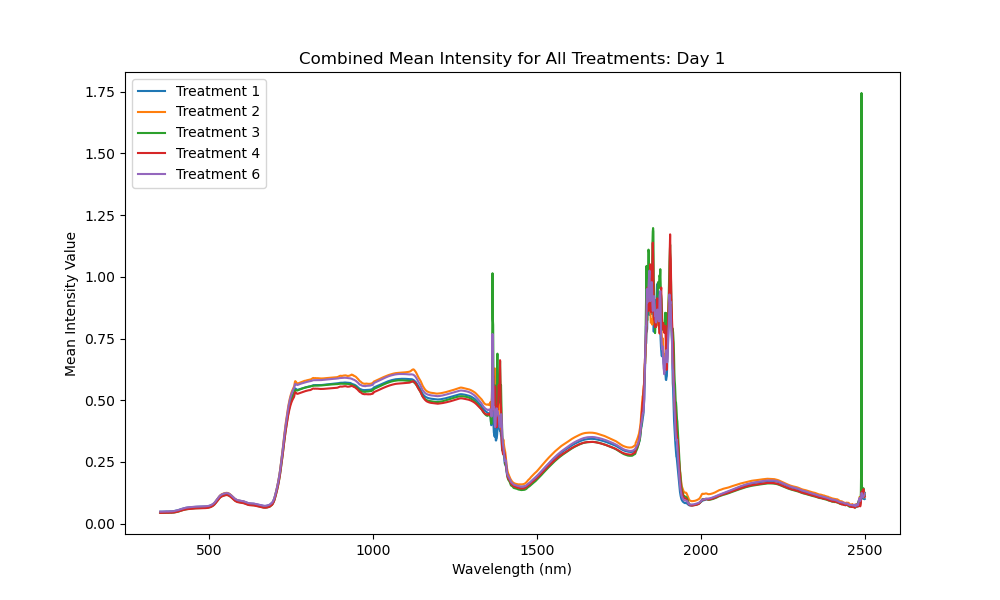 Combined Mean Intensity for All Treatments: Day 1
1.75
1.50
1.25
1.00
0.75
0.50
0.25
0.00
Mean Intensity Value
Treatment 1
Treatment 2
Treatment 3
Treatment 4
Treatment 6
500
1000
1500
2000
2500
Wavelength (nm)